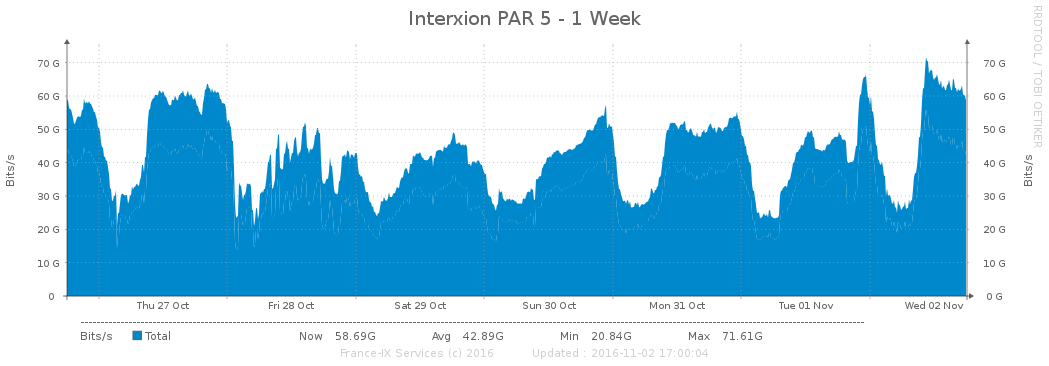 Interxion PAR 5 - 1 Week
RRDTOOL / TOBI OETIKER
Bits/s
70 G
60 G
50 G
40 G
30 G
20 G
10 G
0
70 G
60 G
50 G
40 G
30 G
20 G
10 G
0 G
Bits/s
Thu 27 Oct Fri 28 Oct Sat 29 Oct Sun 30 Oct Mon 31 Oct Tue 01 Nov Wed 02 Nov
Bits/s Total Now 58.69G Avg 42.89G Min 20.84G Max 71.61G
France-IX Services (c) 2016 Updated : 2016-11-02 17:00:04